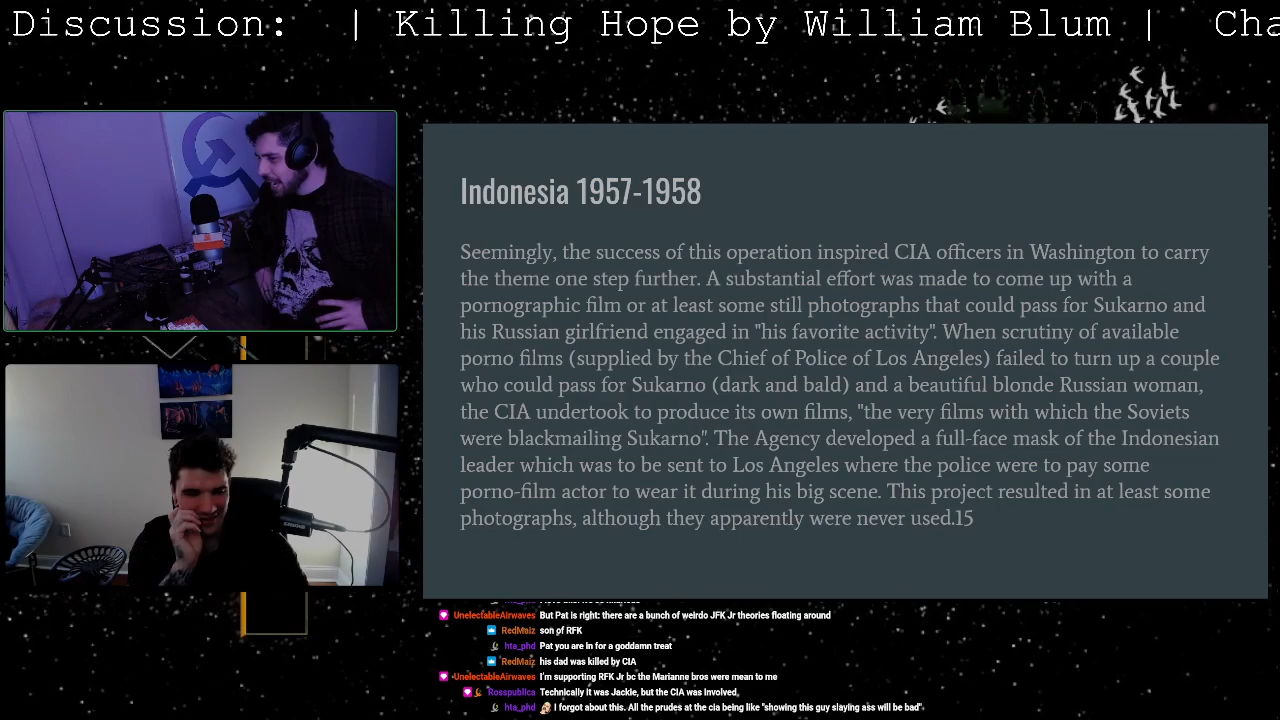 Discussion: | Killing Hope by William Blum | Cha
Indonesia 1957-1958
Seemingly, the success of this operation inspired CIA officers in Washington to carry
the theme one step further. A substantial effort was made to come up with a
pornographic film or at least some still photographs that could pass for Sukarno and
his Russian girlfriend engaged in "his favorite activity". When scrutiny of available
porno films (supplied by the Chief of Police of Los Angeles) failed to turn up a couple
who could pass for Sukarno (dark and bald) and a beautiful blonde Russian woman,
the CIA undertook to produce its own films, "the very films with which the Soviets
were blackmailing Sukarno". The Agency developed a full-face mask of the Indonesian
leader which was to be sent to Los Angeles where the police were to pay some
porno-film actor to wear it during his big scene. This project resulted in at least some
photographs, although they apparently were never used.15
UnelectableAirwaves But Pat is right: there are a bunch of weirdo JFK Jr theories floating around
RedMaiz son of RFK
hta_phd Pat you are in for a goddamn treat
RedMaiz his dad was killed by CIA
UnelectableAirwaves I'm supporting RFK Jr bc the Marianne bros were mean to me
Rosspublica Technically it was Jackie, but the CIA was involved
hta_phd I forgot about this. All the prudes at the cia being like "showing this guy slaying ass will be bad"